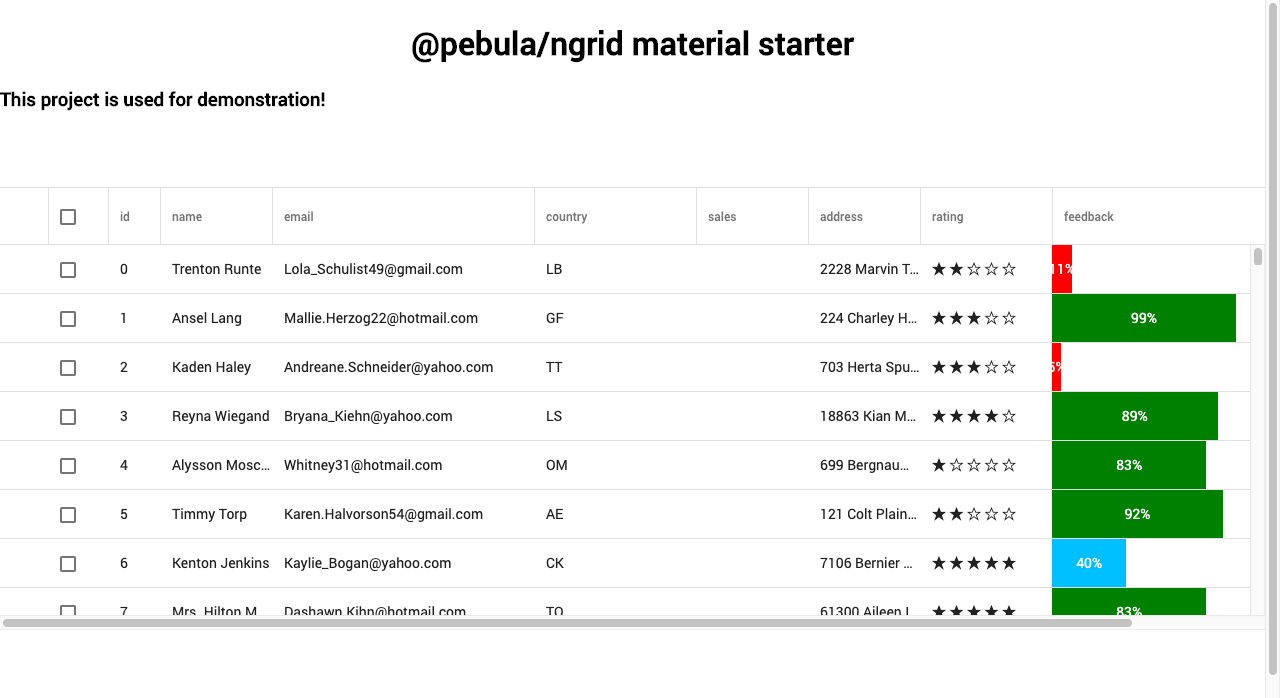 @pebula/ngrid material starter
This project is used for demonstration!
id name email country sales address rating feedback
0 Trenton Runte Lola_Schulist49@gmail.com LB 2228 Marvin T... ★★☆☆☆ 11%
1 Ansel Lang Mallie.Herzog22@hotmail.com GF 224 Charley H... ★★★☆☆ 99%
2 Kaden Haley Andreane.Schneider@yahoo.com TT 703 Herta Spu... ★★★☆☆ 5%
3 Reyna Wiegand Bryana_Kiehn@yahoo.com LS 18863 Kian M... ★★★★☆ 89%
4 Alysson Mosc... Whitney31@hotmail.com OM 699 Bergnau... ★☆☆☆☆ 83%
5 Timmy Torp Karen.Halvorson54@gmail.com AE 121 Colt Plain... ★★☆☆☆ 92%
6 Kenton Jenkins Kaylie_Bogan@yahoo.com CK 7106 Bernier ... ★★★★★ 40%
7 Mrs. Hilton M... Dashawn.Kihn@hotmail.com TO 61300 Aileen ... ★★★★★ 83%